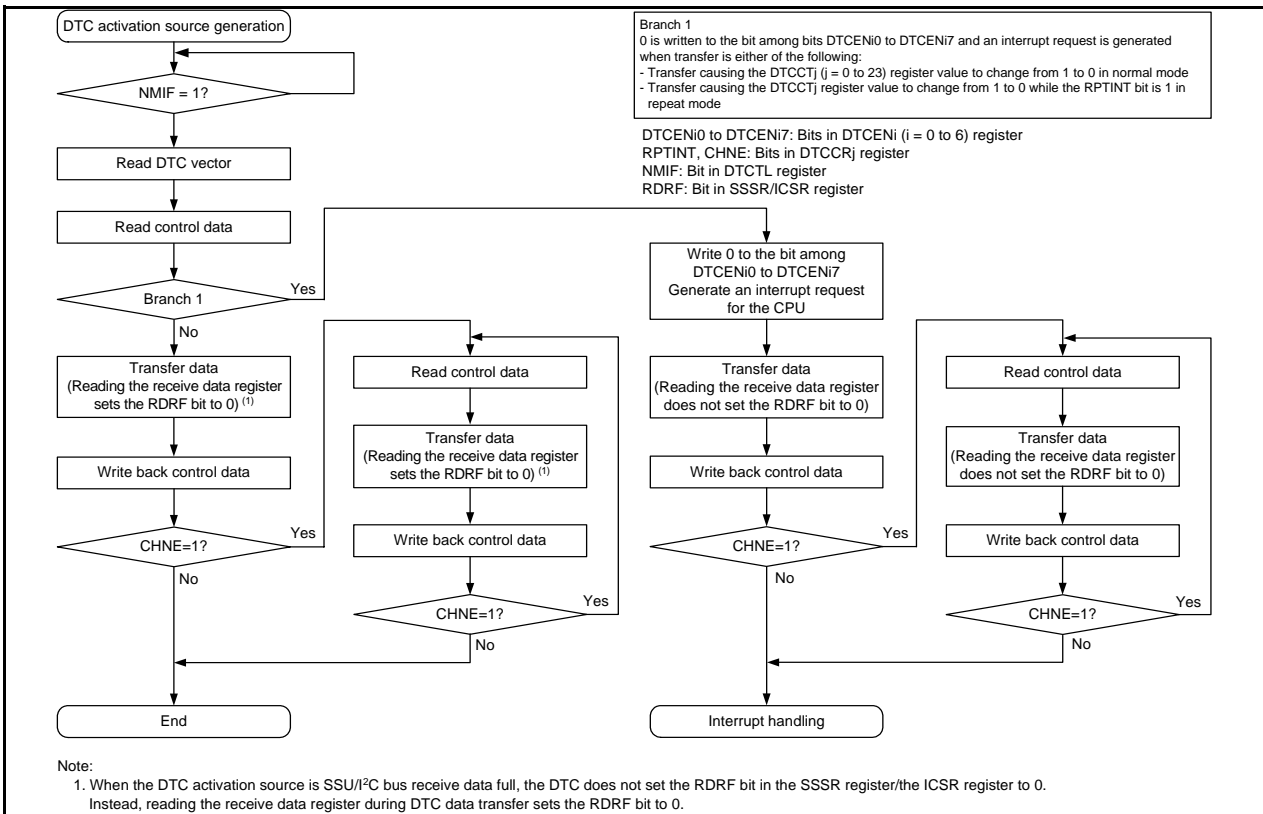 DTC activation source generation
NMIF = 1?
Read DTC vector
Read control data
Branch 1
Yes
No
Transfer data
(Reading the receive data register
sets the RDRF bit to 0) (1)
Write back control data
CHNE=1?
Yes
No
End
Read control data
Transfer data
(Reading the receive data register
sets the RDRF bit to 0) (1)
Write back control data
CHNE=1?
Yes
No
Branch 1
0 is written to the bit among bits DTCENi0 to DTCENi7 and an interrupt request is generated
when transfer is either of the following:
- Transfer causing the DTCCTj (j = 0 to 23) register value to change from 1 to 0 in normal mode
- Transfer causing the DTCCTj register value to change from 1 to 0 while the RPTINT bit is 1 in
repeat mode
DTCENi0 to DTCENi7: Bits in DTCENi (i = 0 to 6) register
RPTINT, CHNE: Bits in DTCCRj register
NMIF: Bit in DTCTL register
RDRF: Bit in SSSR/ICSR register
Write 0 to the bit among
DTCENi0 to DTCENi7
Generate an interrupt request
for the CPU
Transfer data
(Reading the receive data register
does not set the RDRF bit to 0)
Write back control data
CHNE=1?
Yes
No
Interrupt handling
Read control data
Transfer data
(Reading the receive data register
does not set the RDRF bit to 0)
Write back control data
CHNE=1?
Yes
No
Note:
1. When the DTC activation source is SSU/I²C bus receive data full, the DTC does not set the RDRF bit in the SSSR register/the ICSR register to 0.
Instead, reading the receive data register during DTC data transfer sets the RDRF bit to 0.